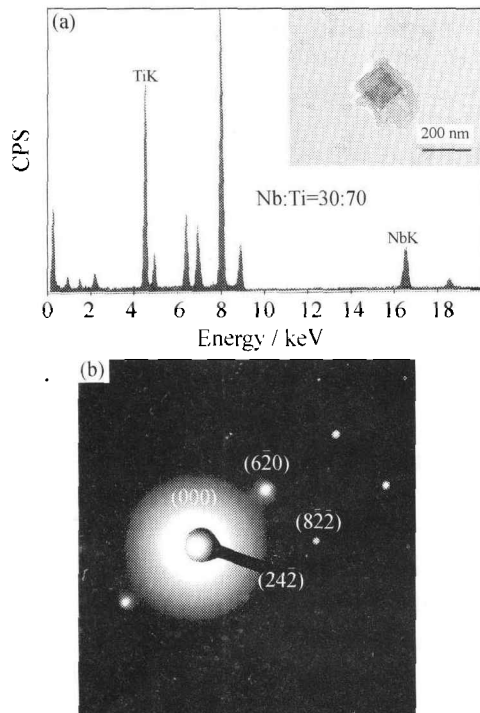 (a)
TiK
CPS
200 nm
Nb:Ti=30:70
NbK
0 2 4 6 8 10 12 14 16 18
Energy / keV
(b)
(62̄0)
(000)
(82̄2̄)
(242̄)